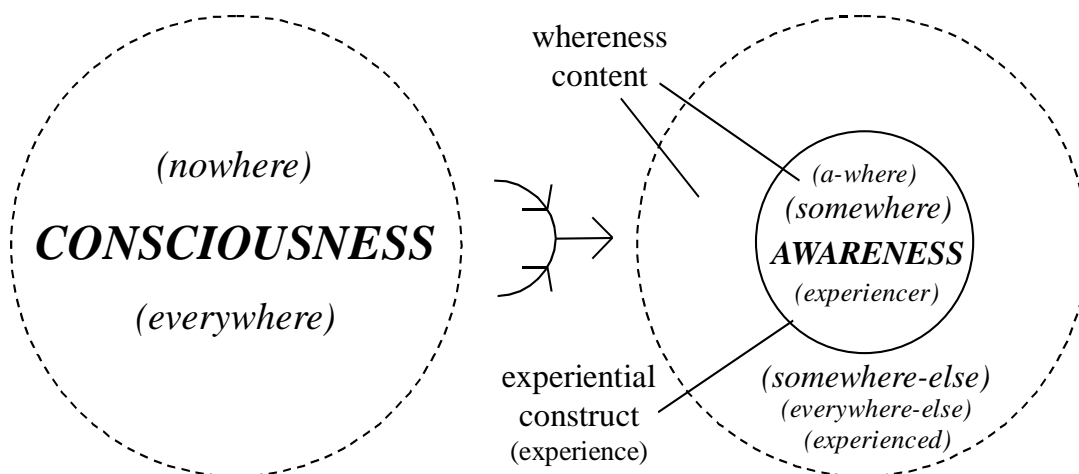 (nowhere)
CONSCIOUSNESS
(everywhere)
whereness
content
(a-where)
(somewhere)
AWARENESS
(experiencer)
experiential
construct
(experience)
(somewhere-else)
(everywhere-else)
(experienced)